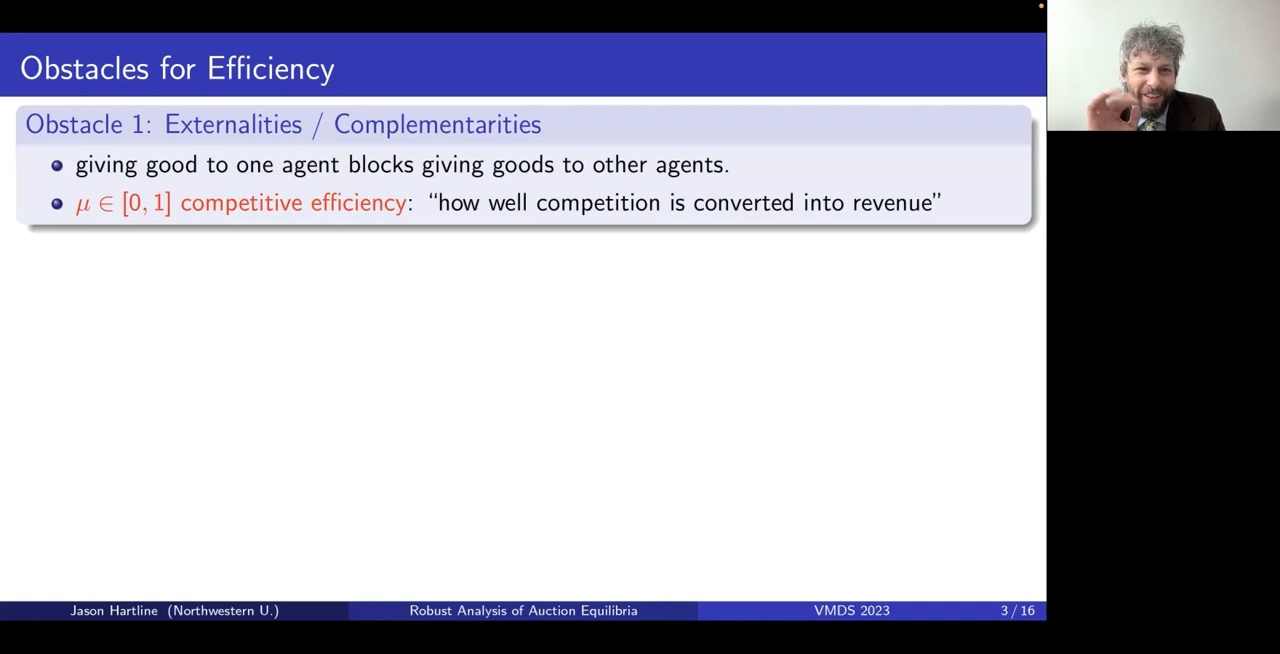 Obstacles for Efficiency
Obstacle 1: Externalities / Complementarities
giving good to one agent blocks giving goods to other agents.
μ ∈ [0, 1] competitive efficiency: “how well competition is converted into revenue”
Jason Hartline (Northwestern U.) Robust Analysis of Auction Equilibria VMDS 2023 3 / 16